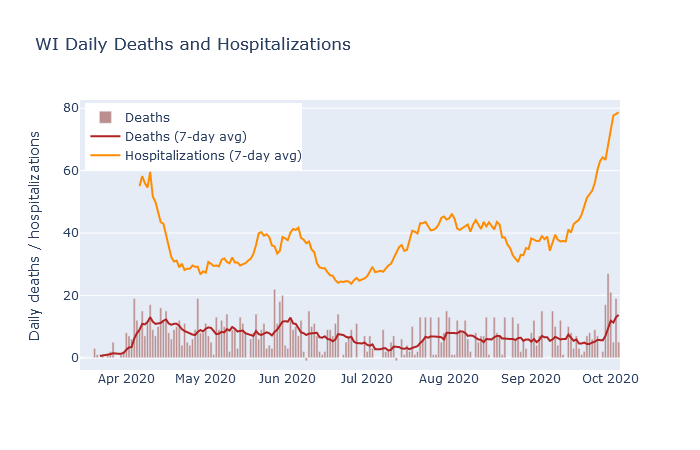 WI Daily Deaths and Hospitalizations
Daily deaths / hospitalizations
80
60
40
20
0
Deaths
Deaths (7-day avg)
Hospitalizations (7-day avg)
Apr 2020 May 2020 Jun 2020 Jul 2020 Aug 2020 Sep 2020 Oct 2020